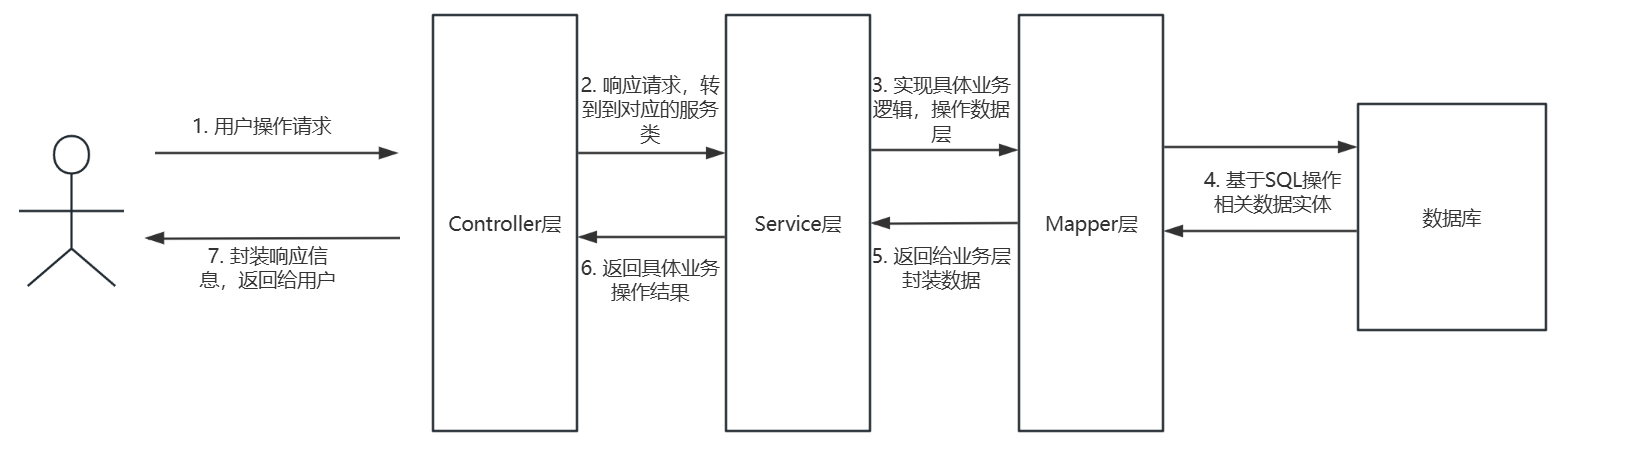 1. 用户操作请求
7. 封装响应信
息，返回给用户
Controller层
2. 响应请求，转
到到对应的服务
类
6. 返回具体业务
操作结果
Service层
3. 实现具体业务
逻辑，操作数据
层
5. 返回给业务层
封装数据
Mapper层
4. 基于SQL操作
相关数据实体
数据库